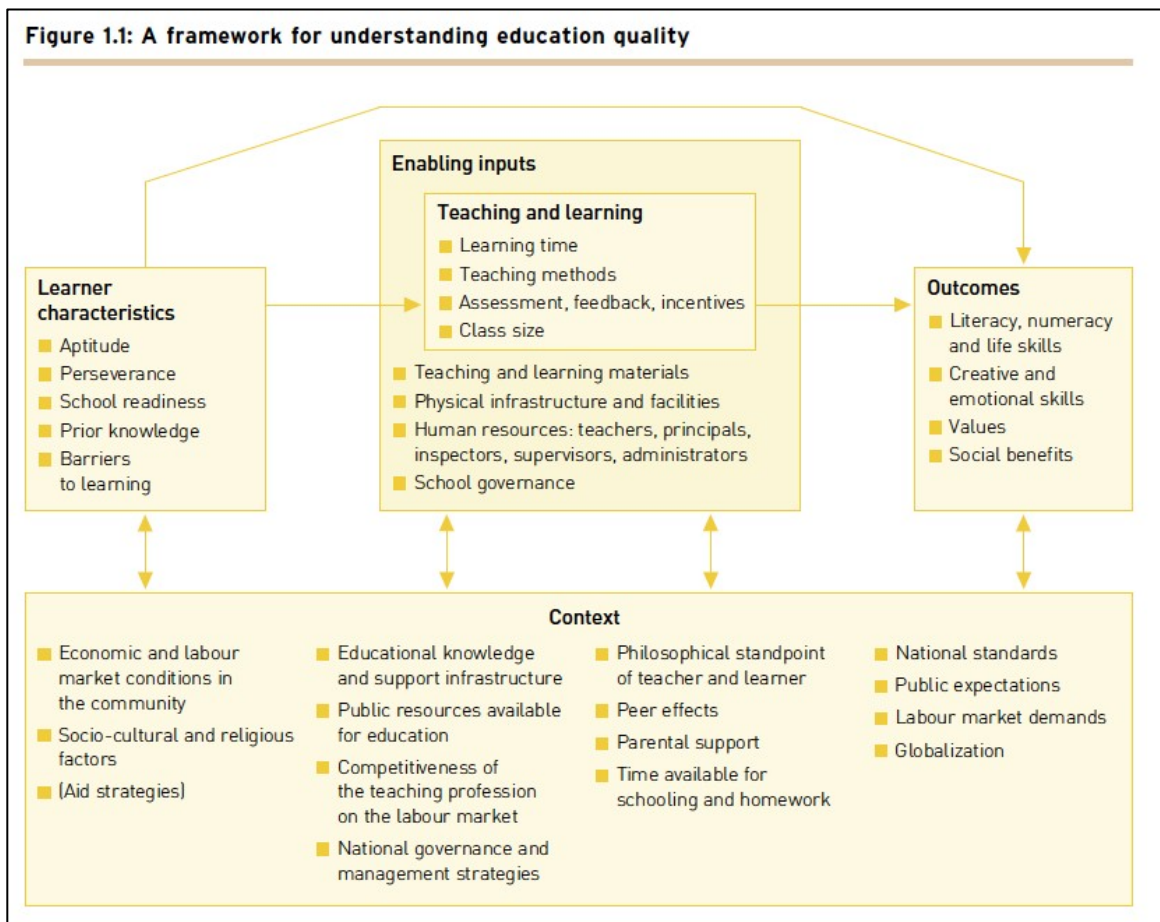 Figure 1.1: A framework for understanding education quality
Enabling inputs
Teaching and learning
Learning time
Teaching methods
Assessment, feedback, incentives
Class size
Teaching and learning materials
Physical infrastructure and facilities
Human resources: teachers, principals,
inspectors, supervisors, administrators
School governance
Learner
characteristics
Aptitude
Perseverance
School readiness
Prior knowledge
Barriers
to learning
Outcomes
Literacy, numeracy
and life skills
Creative and
emotional skills
Values
Social benefits
Context
Economic and labour
market conditions in
the community
Socio-cultural and religious
factors
(Aid strategies)
Educational knowledge
and support infrastructure
Public resources available
for education
Competitiveness of
the teaching profession
on the labour market
National governance and
management strategies
Philosophical standpoint
of teacher and learner
Peer effects
Parental support
Time available for
schooling and homework
National standards
Public expectations
Labour market demands
Globalization